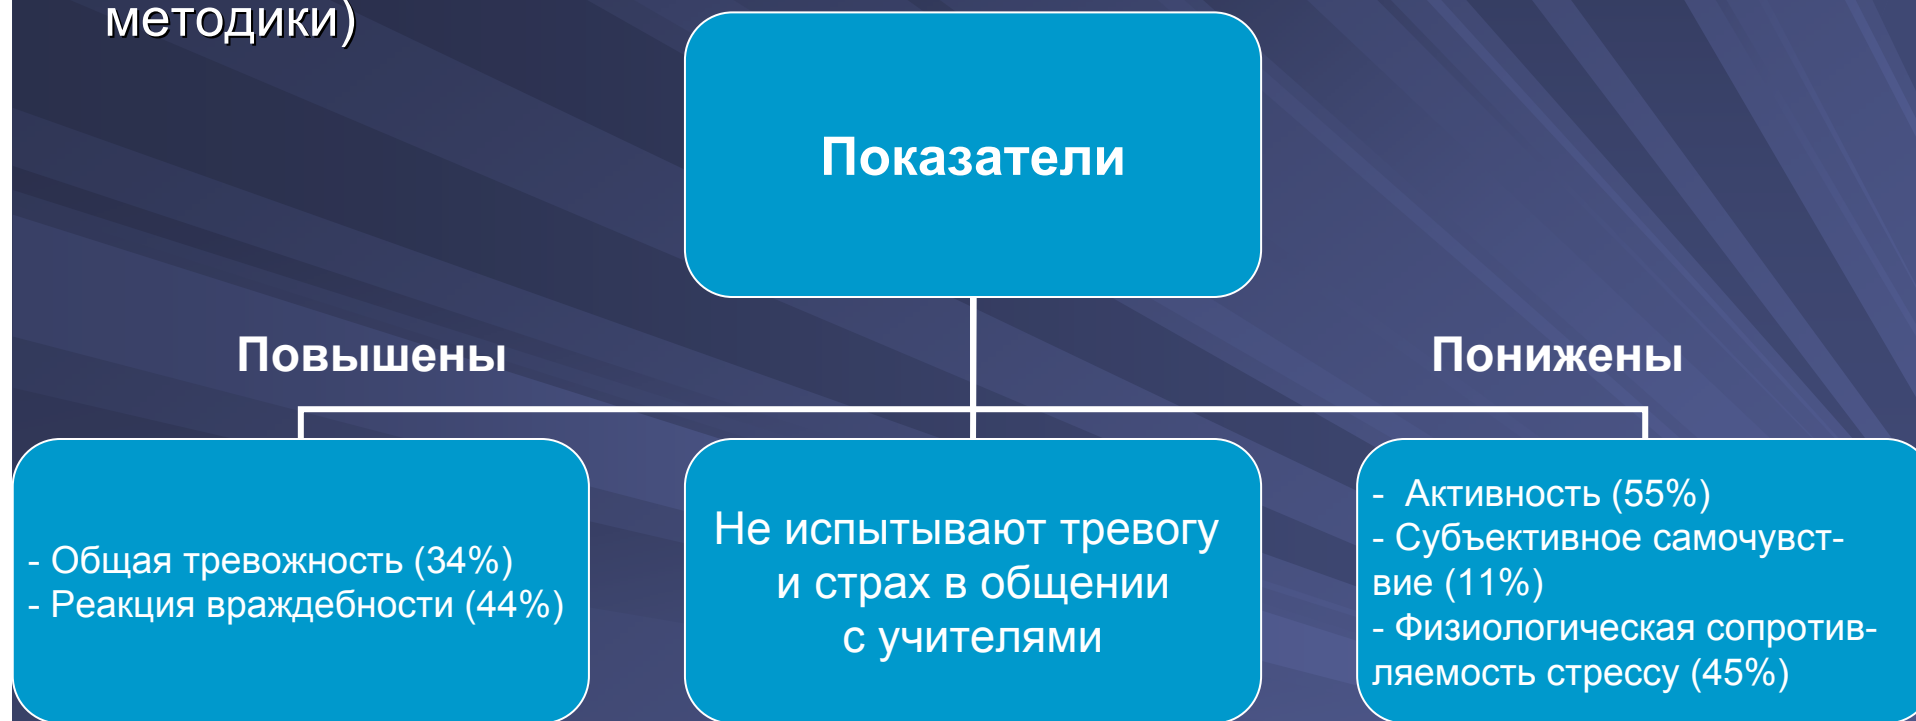 методики)
Показатели
Повышены
Понижены
- Общая тревожность (34%)
- Реакция враждебности (44%)
Не испытывают тревогу
и страх в общении
с учителями
- Активность (55%)
- Субъективное самочувст-
вие (11%)
- Физиологическая сопротив-
ляемость стрессу (45%)